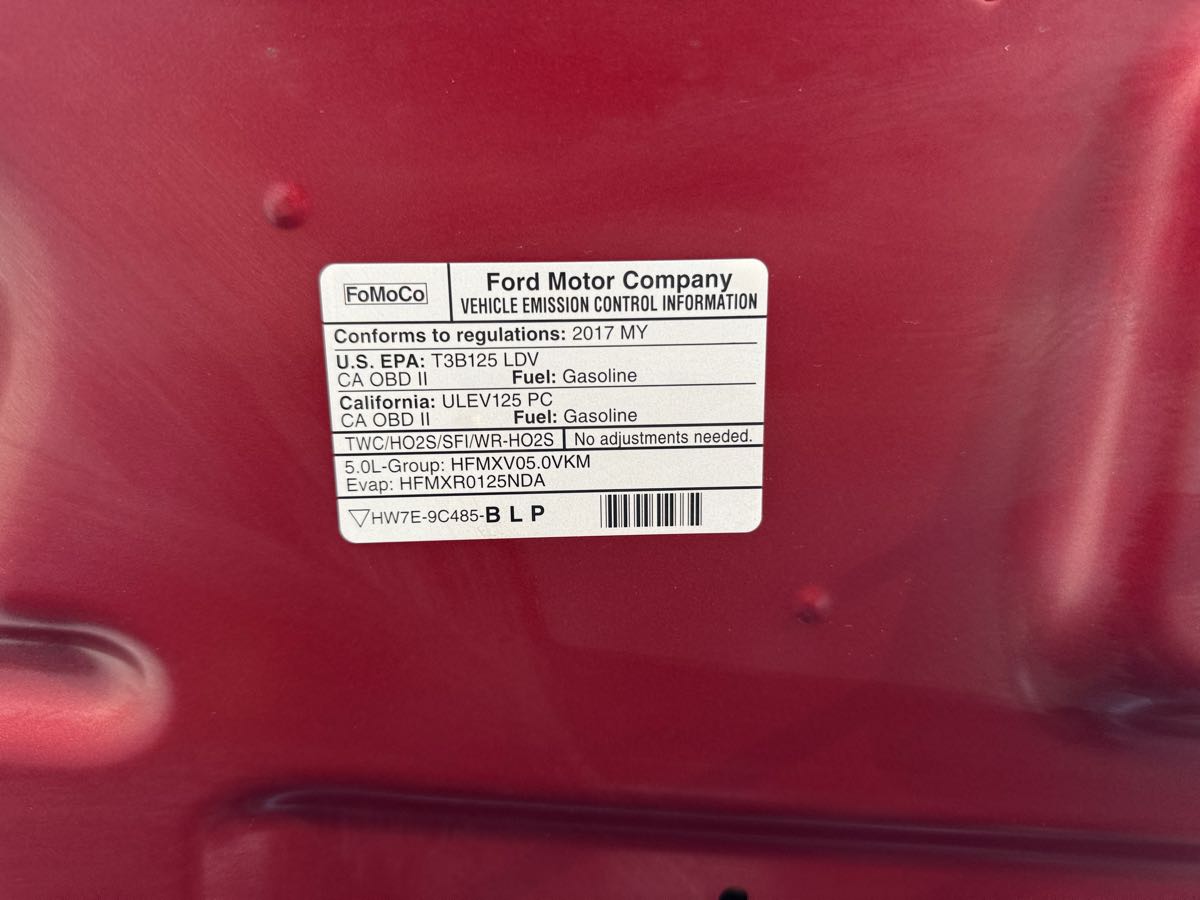 FoMoCo
Ford Motor Company
VEHICLE EMISSION CONTROL INFORMATION
Conforms to regulations: 2017 MY
U.S. EPA: T3B125 LDV
CA OBD II Fuel: Gasoline
California: ULEV125 PC
CA OBD II Fuel: Gasoline
TWC/HO2S/SFI/WR-HO2S No adjustments needed.
5.0L-Group: HFMXV05.0VKM
Evap: HFMXR0125NDA
HW7E-9C485-B L P